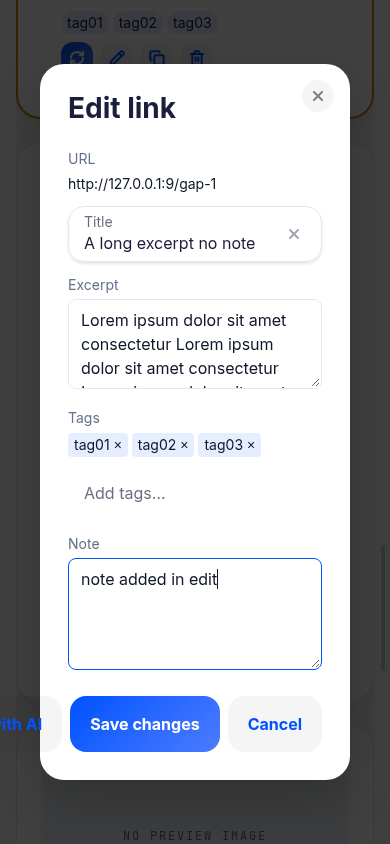 tag01 tag02 tag03
Edit link
URL
http://127.0.0.1:9/gap-1
Title
A long excerpt no note
Excerpt
Lorem ipsum dolor sit amet
consectetur Lorem ipsum
dolor sit amet consectetur
Tags
tag01 × tag02 × tag03 ×
Add tags...
Note
note added in edit
with AI Save changes Cancel
NO PREVIEW IMAGE